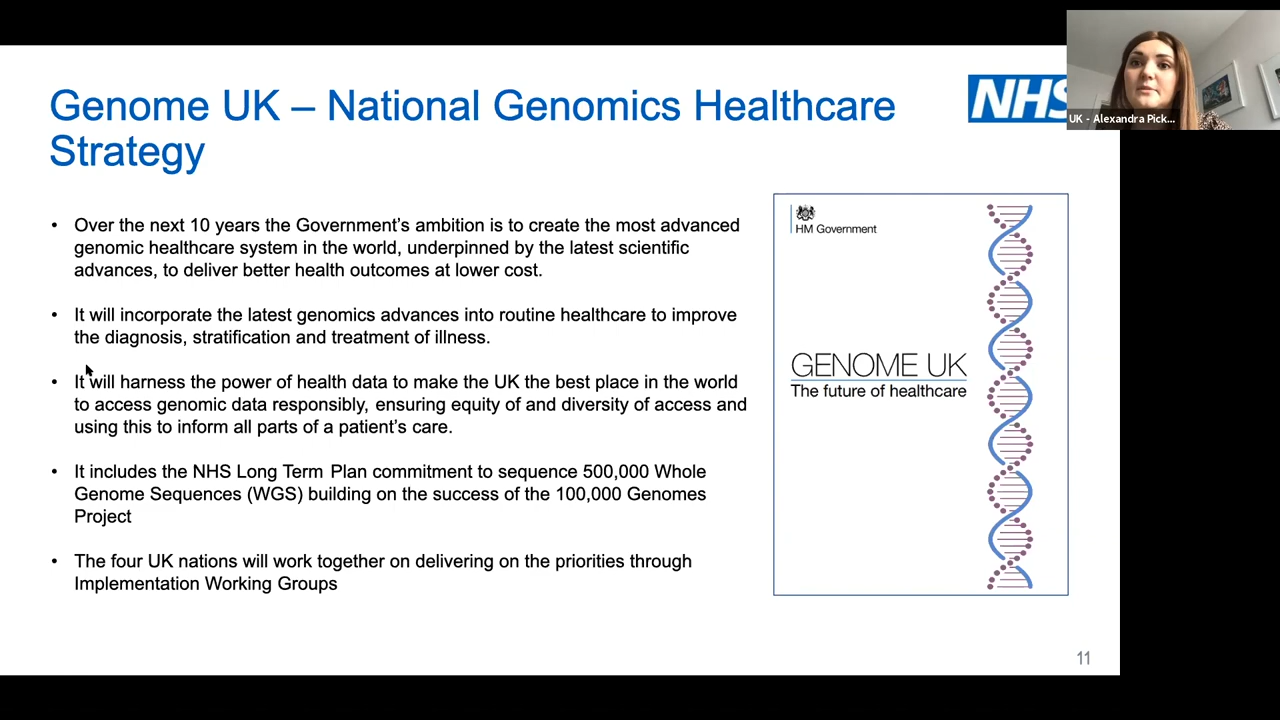 Genome UK – National Genomics Healthcare
Strategy
NHS
UK - Alexandra Pick...
• Over the next 10 years the Government's ambition is to create the most advanced
genomic healthcare system in the world, underpinned by the latest scientific
advances, to deliver better health outcomes at lower cost.
• It will incorporate the latest genomics advances into routine healthcare to improve
the diagnosis, stratification and treatment of illness.
• It will harness the power of health data to make the UK the best place in the world
to access genomic data responsibly, ensuring equity of and diversity of access and
using this to inform all parts of a patient's care.
• It includes the NHS Long Term Plan commitment to sequence 500,000 Whole
Genome Sequences (WGS) building on the success of the 100,000 Genomes
Project
• The four UK nations will work together on delivering on the priorities through
Implementation Working Groups
HM Government
GENOME UK
The future of healthcare
11